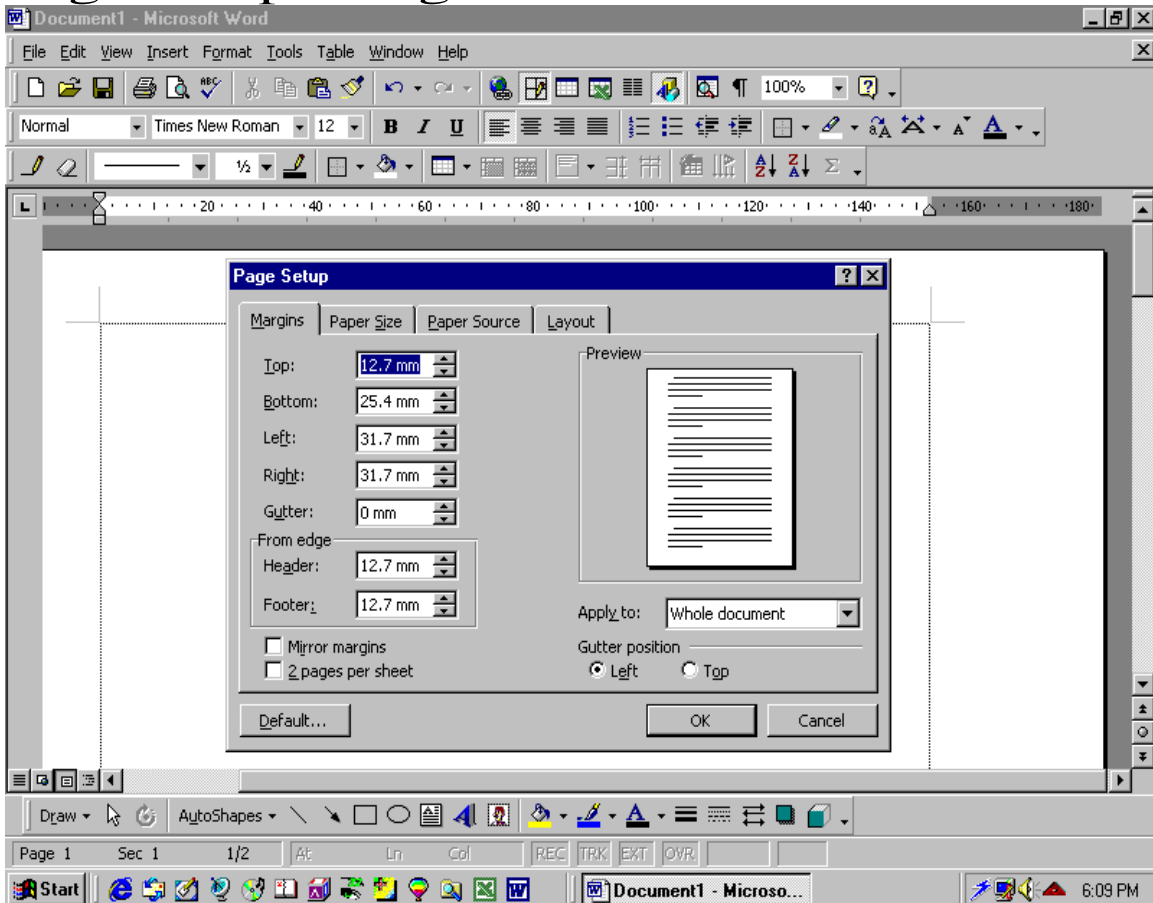 Document1 - Microsoft Word
File Edit View Insert Format Tools Table Window Help
ABC ¶ 100%
Normal Times New Roman 12 B I U
½
L 20 40 60 80 100 120 140 160 180
Page Setup
Margins Paper Size Paper Source Layout
Top: 12.7 mm
Bottom: 25.4 mm
Left: 31.7 mm
Right: 31.7 mm
Gutter: 0 mm
From edge
Header: 12.7 mm
Footer: 12.7 mm
Mirror margins
2 pages per sheet
Preview
Apply to: Whole document
Gutter position
Left Top
Default... OK Cancel
Draw AutoShapes
Page 1 Sec 1 1/2 At Ln Col REC TRK EXT OVR
Start Document1 - Microso... 6:09 PM